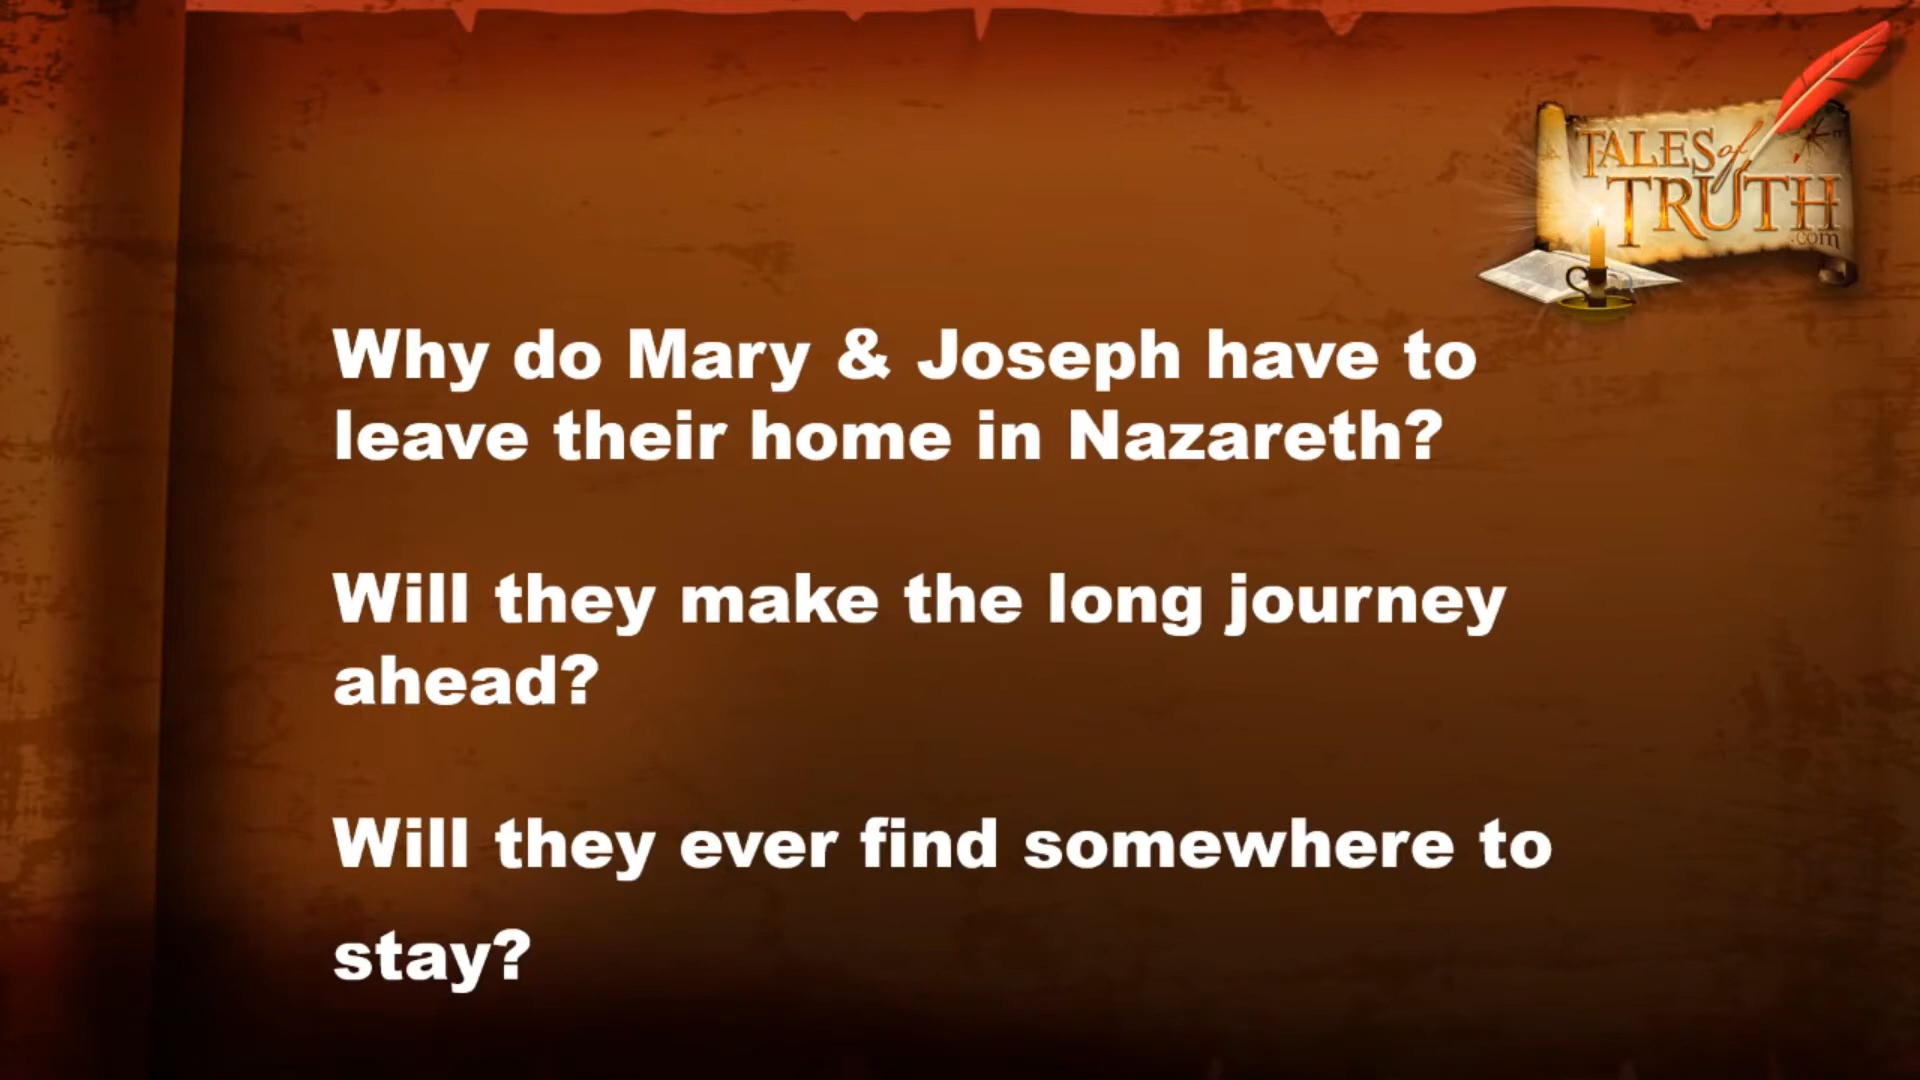 TALES of
TRUTH
.com
Why do Mary & Joseph have to
leave their home in Nazareth?
Will they make the long journey
ahead?
Will they ever find somewhere to
stay?